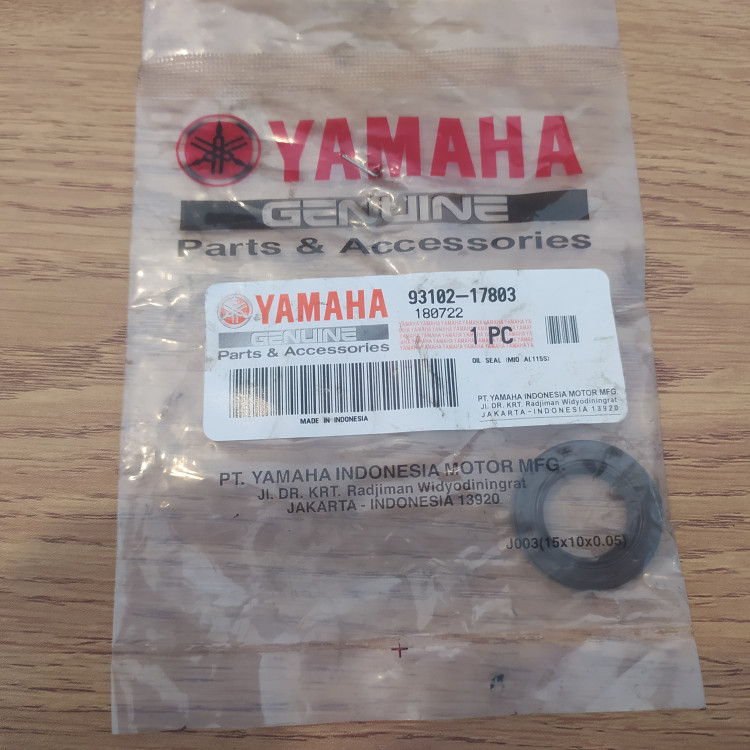 YAMAHA
GENUINE
Parts & Accessories
YAMAHA
GENUINE
Parts & Accessories
93102-17803
180722
1 PC
OIL SEAL (MIO AL115S)
MADE IN INDONESIA
PT. YAMAHA INDONESIA MOTOR MFG.
Jl. DR. KRT. Radjiman Widyodiningrat
JAKARTA - INDONESIA 13920
PT. YAMAHA INDONESIA MOTOR MFG.
Jl. DR. KRT. Radjiman Widyodiningrat
JAKARTA - INDONESIA 13920
J003(15x10x0.05)